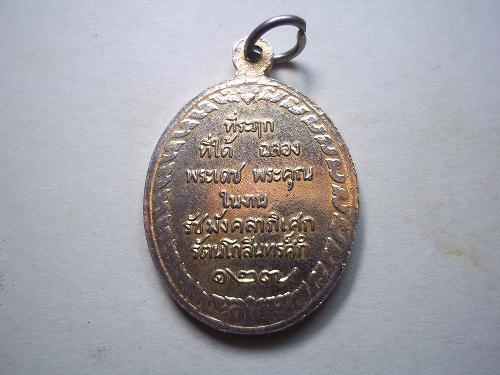 ที่ระฤก
ที่ได้ ฉลอง
พระเดช พระคุณ
ในงาน
รัชมังคลาภิเศก
รัตนโกสินทรศก
๑๒๗